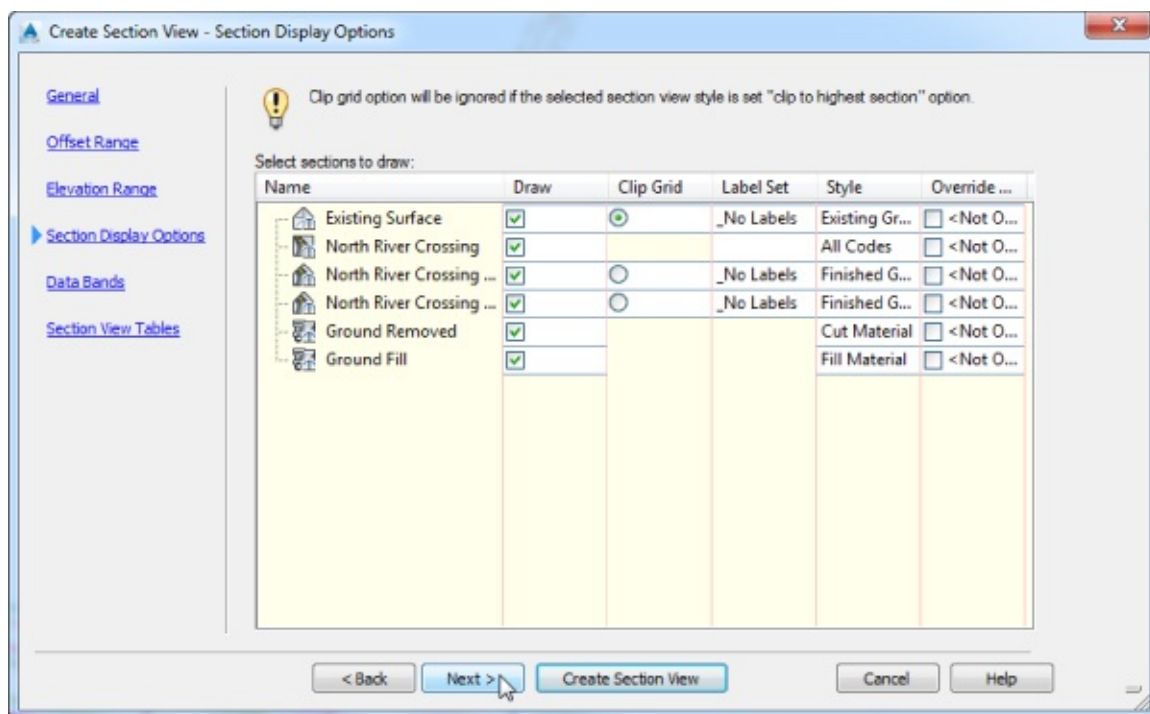 Create Section View - Section Display Options
General
Offset Range
Elevation Range
Section Display Options
Data Bands
Section View Tables
Clip grid option will be ignored if the selected section view style is set "clip to highest section" option.
Select sections to draw:
Name Draw Clip Grid Label Set Style Override ...
Existing Surface _No Labels Existing Gr... <Not O...
North River Crossing All Codes <Not O...
North River Crossing ... _No Labels Finished G... <Not O...
North River Crossing ... _No Labels Finished G... <Not O...
Ground Removed Cut Material <Not O...
Ground Fill Fill Material <Not O...
< Back Next > Create Section View Cancel Help